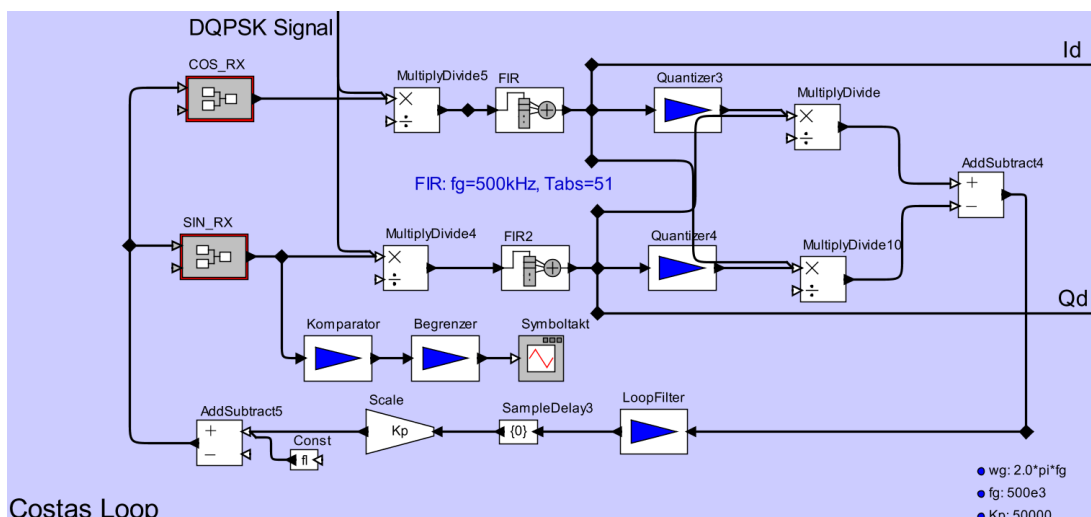 DQPSK Signal
Id
COS_RX
MultiplyDivide5
FIR
Quantizer3
MultiplyDivide
×
÷
×
÷
AddSubtract4
+
−
FIR: fg=500kHz, Tabs=51
SIN_RX
MultiplyDivide4
FIR2
Quantizer4
MultiplyDivide10
×
÷
×
÷
Qd
Komparator
Begrenzer
Symboltakt
AddSubtract5
Scale
SampleDelay3
LoopFilter
+
−
Const
fl
Kp
{0}
wg: 2.0*pi*fg
fg: 500e3
Kp: 50000
Costas Loop